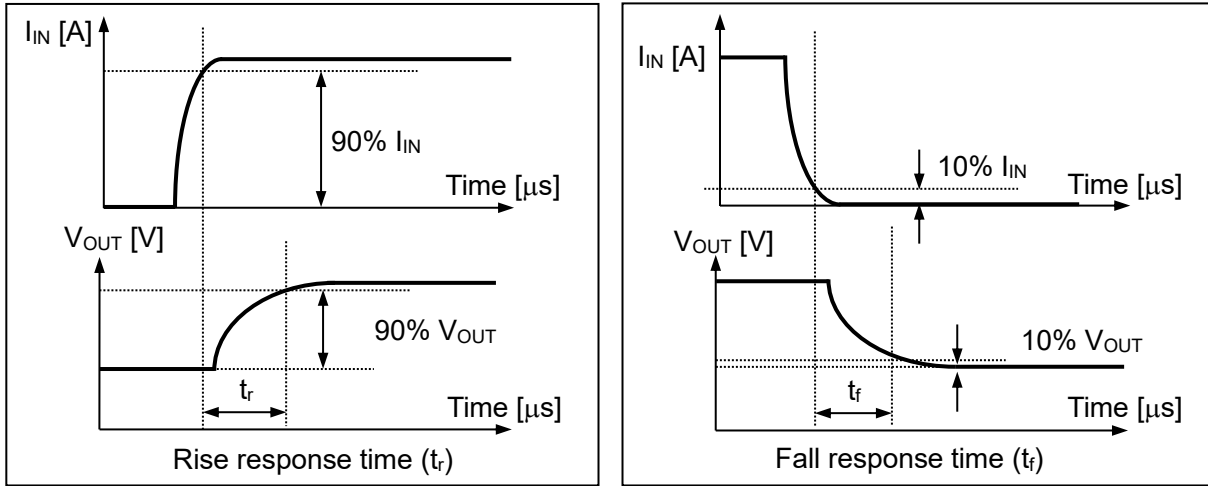 I_IN [A]
90% I_IN
Time [μs]
V_OUT [V]
90% V_OUT
t_r
Time [μs]
Rise response time (t_r)
I_IN [A]
10% I_IN
Time [μs]
V_OUT [V]
10% V_OUT
t_f
Time [μs]
Fall response time (t_f)